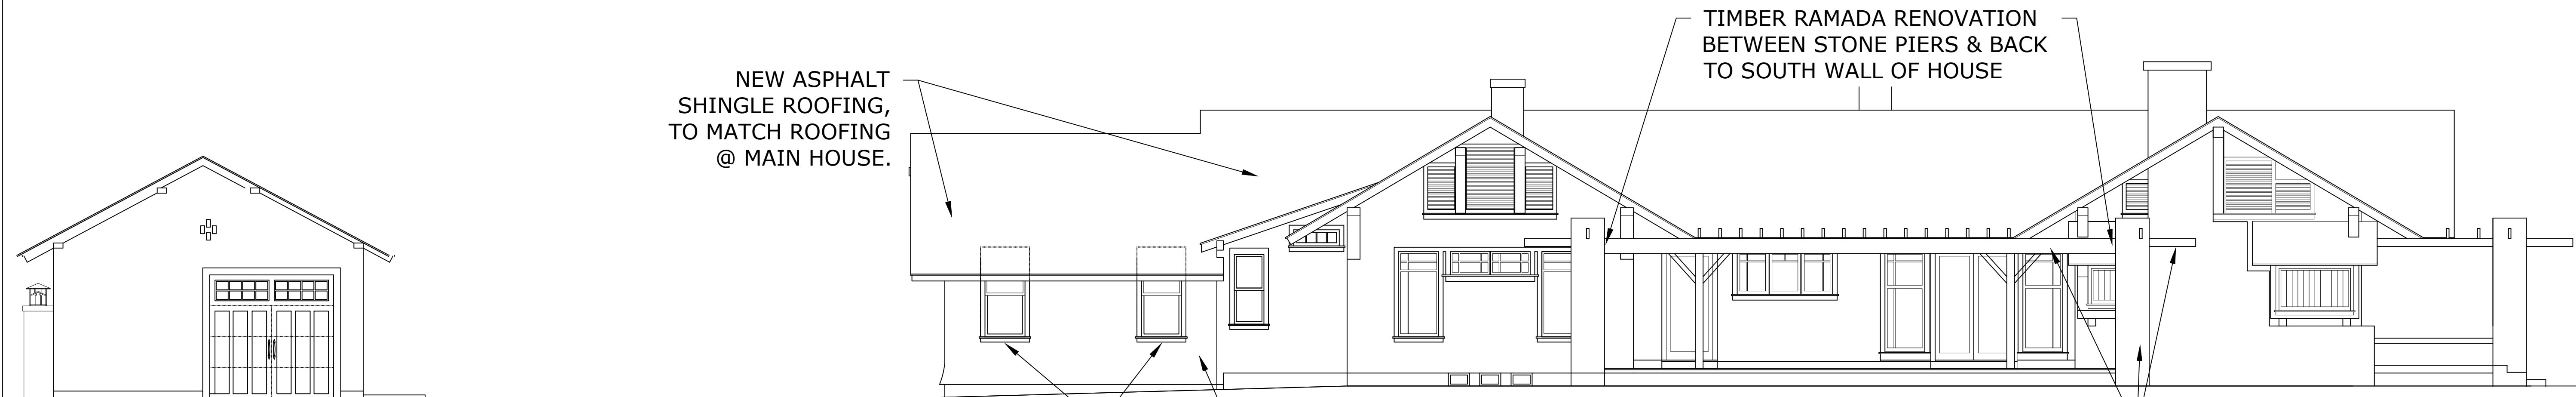 NEW ASPHALT
SHINGLE ROOFING,
TO MATCH ROOFING
@ MAIN HOUSE.
TIMBER RAMADA RENOVATION
BETWEEN STONE PIERS & BACK
TO SOUTH WALL OF HOUSE